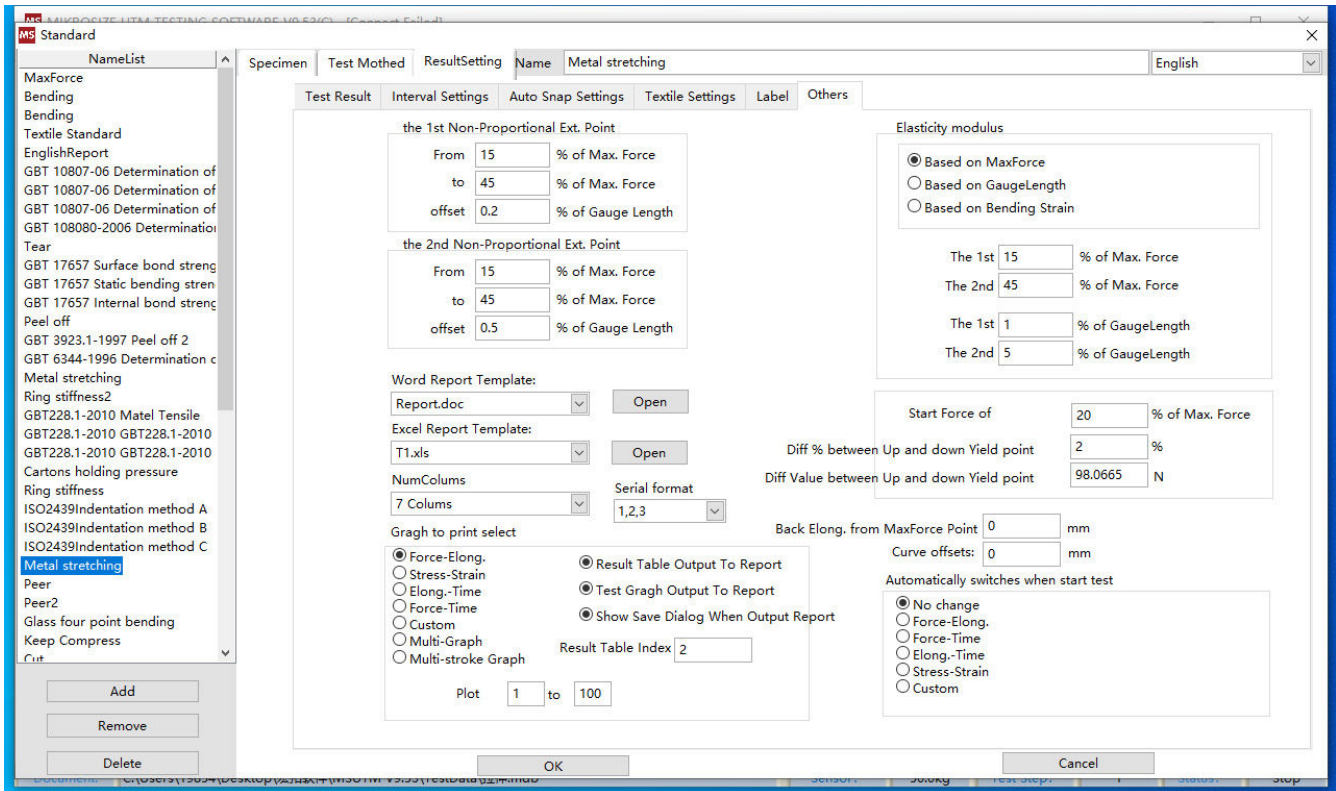 MIKROSIZE UTM TESTING SOFTWARE V9.53(C) - [Connect Failed]
MS Standard
NameList
MaxForce
Bending
Bending
Textile Standard
EnglishReport
GBT 10807-06 Determination of
GBT 10807-06 Determination of
GBT 10807-06 Determination of
GBT 108080-2006 Determination
Tear
GBT 17657 Surface bond streng
GBT 17657 Static bending stren
GBT 17657 Internal bond streng
Peel off
GBT 3923.1-1997 Peel off 2
GBT 6344-1996 Determination c
Metal stretching
Ring stiffness2
GBT228.1-2010 Matel Tensile
GBT228.1-2010 GBT228.1-2010
GBT228.1-2010 GBT228.1-2010
Cartons holding pressure
Ring stiffness
ISO2439Indentation method A
ISO2439Indentation method B
ISO2439Indentation method C
Metal stretching
Peer
Peer2
Glass four point bending
Keep Compress
Cut
Add
Remove
Delete
Specimen Test Mothed ResultSetting Name Metal stretching English
Test Result Interval Settings Auto Snap Settings Textile Settings Label Others
the 1st Non-Proportional Ext. Point
From 15 % of Max. Force
to 45 % of Max. Force
offset 0.2 % of Gauge Length
the 2nd Non-Proportional Ext. Point
From 15 % of Max. Force
to 45 % of Max. Force
offset 0.5 % of Gauge Length
Word Report Template:
Report.doc Open
Excel Report Template:
T1.xls Open
NumColums
7 Colums
Serial format
1,2,3
Gragh to print select
Force-Elong.
Stress-Strain
Elong.-Time
Force-Time
Custom
Multi-Graph
Multi-stroke Graph
Result Table Output To Report
Test Gragh Output To Report
Show Save Dialog When Output Report
Result Table Index 2
Plot 1 to 100
Elasticity modulus
Based on MaxForce
Based on GaugeLength
Based on Bending Strain
The 1st 15 % of Max. Force
The 2nd 45 % of Max. Force
The 1st 1 % of GaugeLength
The 2nd 5 % of GaugeLength
Start Force of 20 % of Max. Force
Diff % between Up and down Yield point 2 %
Diff Value between Up and down Yield point 98.0665 N
Back Elong. from MaxForce Point 0 mm
Curve offsets: 0 mm
Automatically switches when start test
No change
Force-Elong.
Force-Time
Elong.-Time
Stress-Strain
Custom
OK Cancel
Document: Sensor: 50.0kg Test Step: 1 Status: Stop